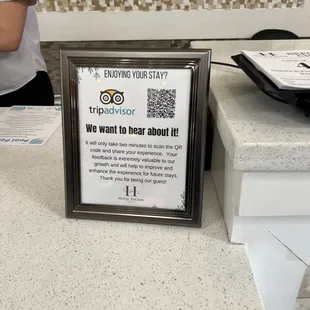 ENJOYING YOUR STAY?
tripadvisor
We want to hear about it!
It will only take two minutes to scan the QR
code and share your experience. Your
feedback is extremely valuable to our
growth and will help to improve and
enhance the experience for future stays.
Thank you for being our guest!
H